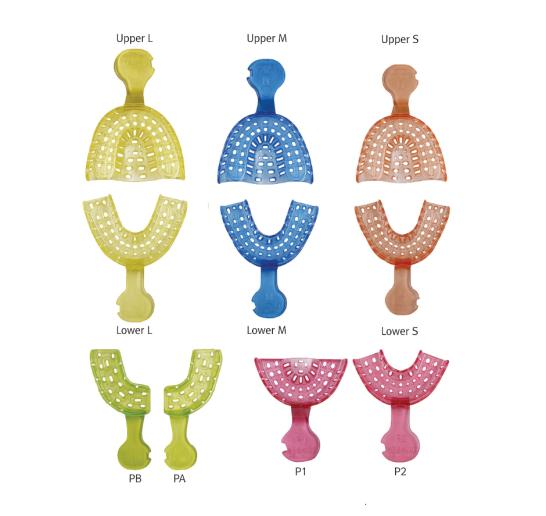 Upper L
Upper M
Upper S
Lower L
Lower M
Lower S
PB
PA
P1
P2